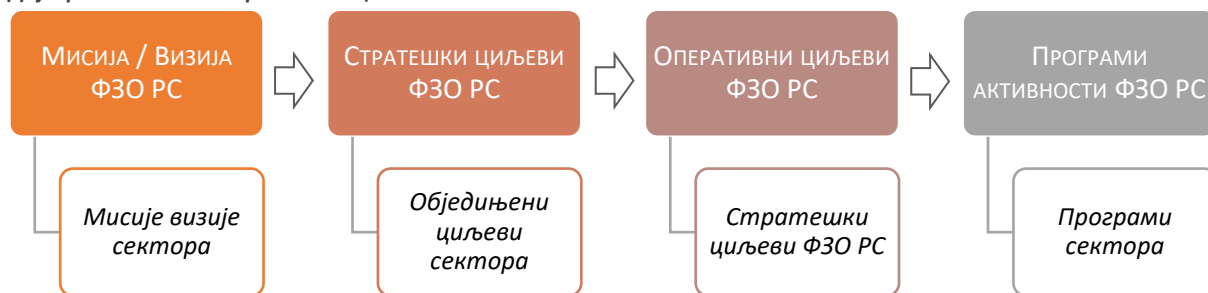 Мисија / Визија
ФЗО РС
Стратешки циљеви
ФЗО РС
Оперативни циљеви
ФЗО РС
Програми
активности ФЗО РС
Мисије визије
сектора
Обједињени
циљеви
сектора
Стратешки
циљеви ФЗО РС
Програми
сектора